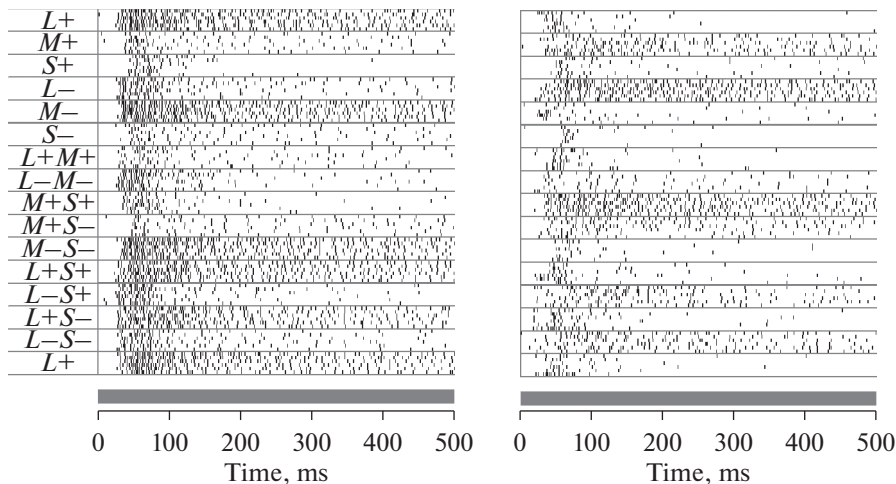 L+
M+
S+
L−
M−
S−
L+M+
L−M−
M+S+
M+S−
M−S−
L+S+
L−S+
L+S−
L−S−
L+
0 100 200 300 400 500
Time, ms
0 100 200 300 400 500
Time, ms